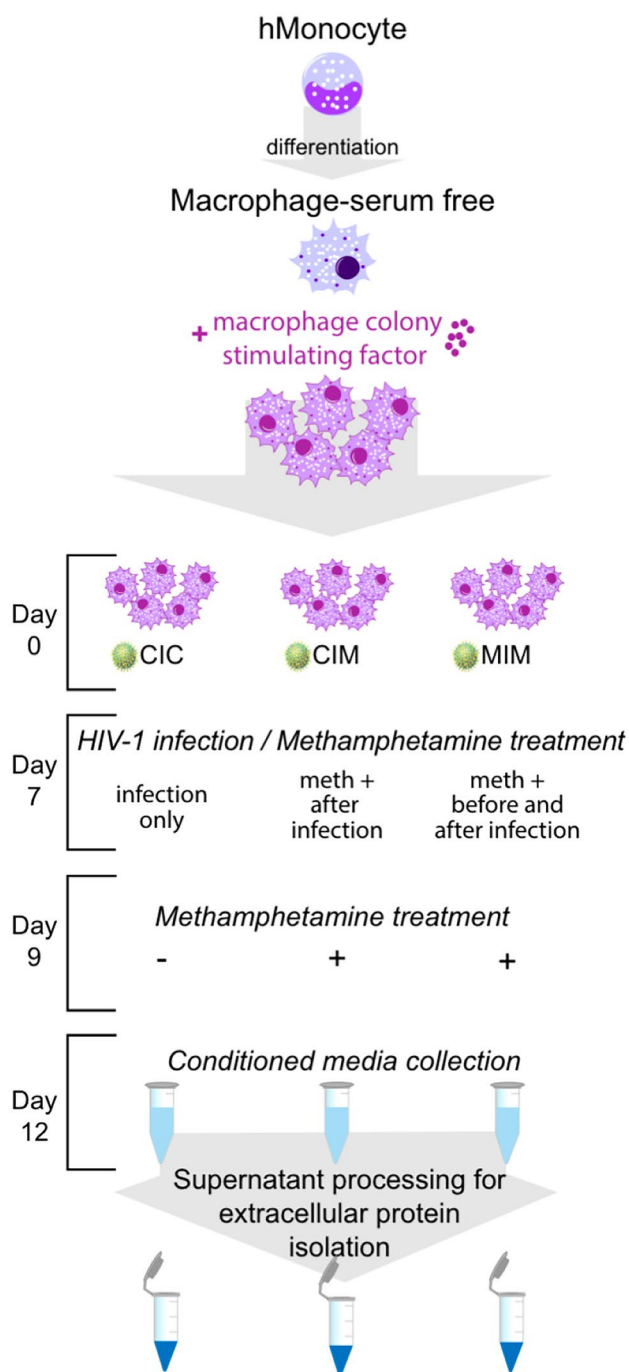 hMonocyte
differentiation
Macrophage-serum free
+ macrophage colony
stimulating factor
Day
0
CIC
CIM
MIM
Day
7
HIV-1 infection / Methamphetamine treatment
infection
only
meth +
after
infection
meth +
before and
after infection
Day
9
Methamphetamine treatment
- + +
Day
12
Conditioned media collection
Supernatant processing for
extracellular protein
isolation